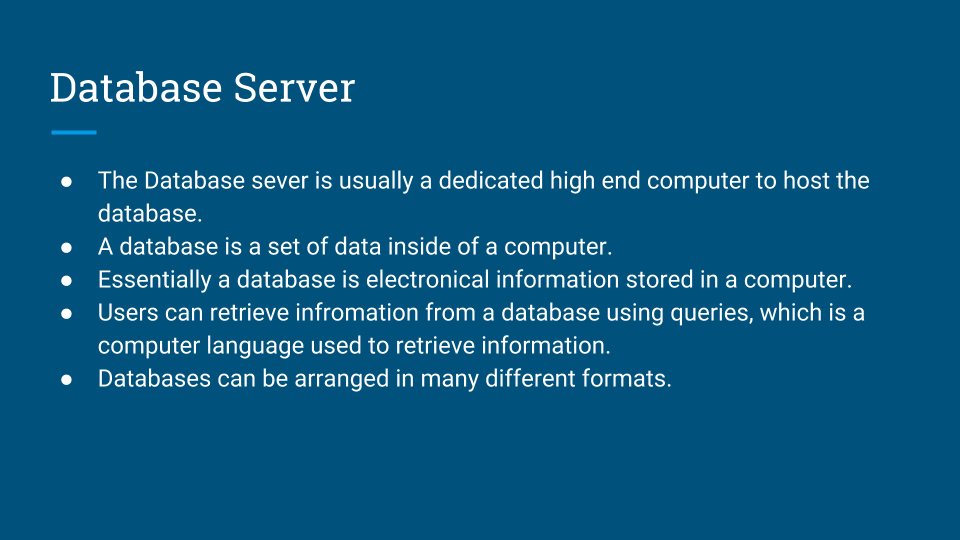 Database Server
● The Database sever is usually a dedicated high end computer to host the
database.
● A database is a set of data inside of a computer.
● Essentially a database is electronical information stored in a computer.
● Users can retrieve infromation from a database using queries, which is a
computer language used to retrieve information.
● Databases can be arranged in many different formats.